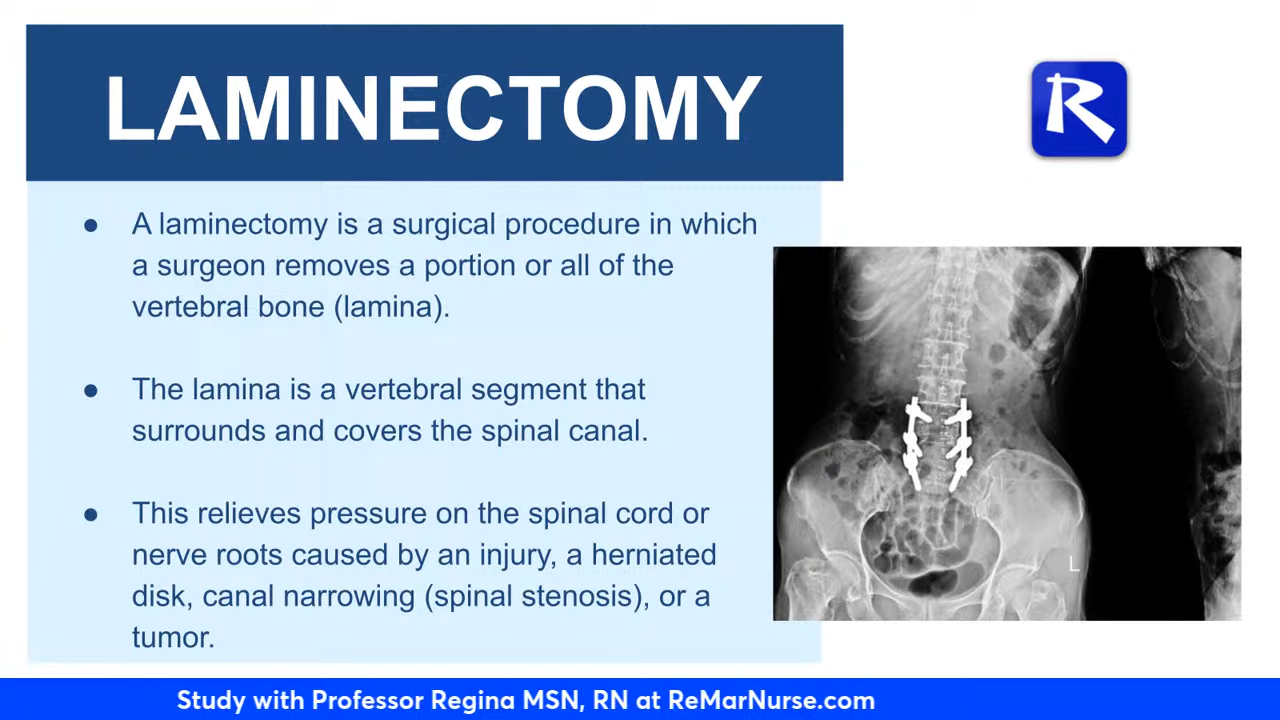 LAMINECTOMY
R
● A laminectomy is a surgical procedure in which
a surgeon removes a portion or all of the
vertebral bone (lamina).
● The lamina is a vertebral segment that
surrounds and covers the spinal canal.
● This relieves pressure on the spinal cord or
nerve roots caused by an injury, a herniated
disk, canal narrowing (spinal stenosis), or a
tumor.
L
Study with Professor Regina MSN, RN at ReMarNurse.com